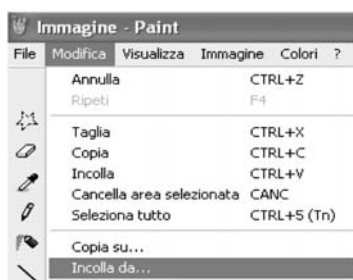 Immagine - Paint
File Modifica Visualizza Immagine Colori ?
Annulla CTRL+Z
Ripeti F4
Taglia CTRL+X
Copia CTRL+C
Incolla CTRL+V
Cancella area selezionata CANC
Seleziona tutto CTRL+5 (Tn)
Copia su...
Incolla da...